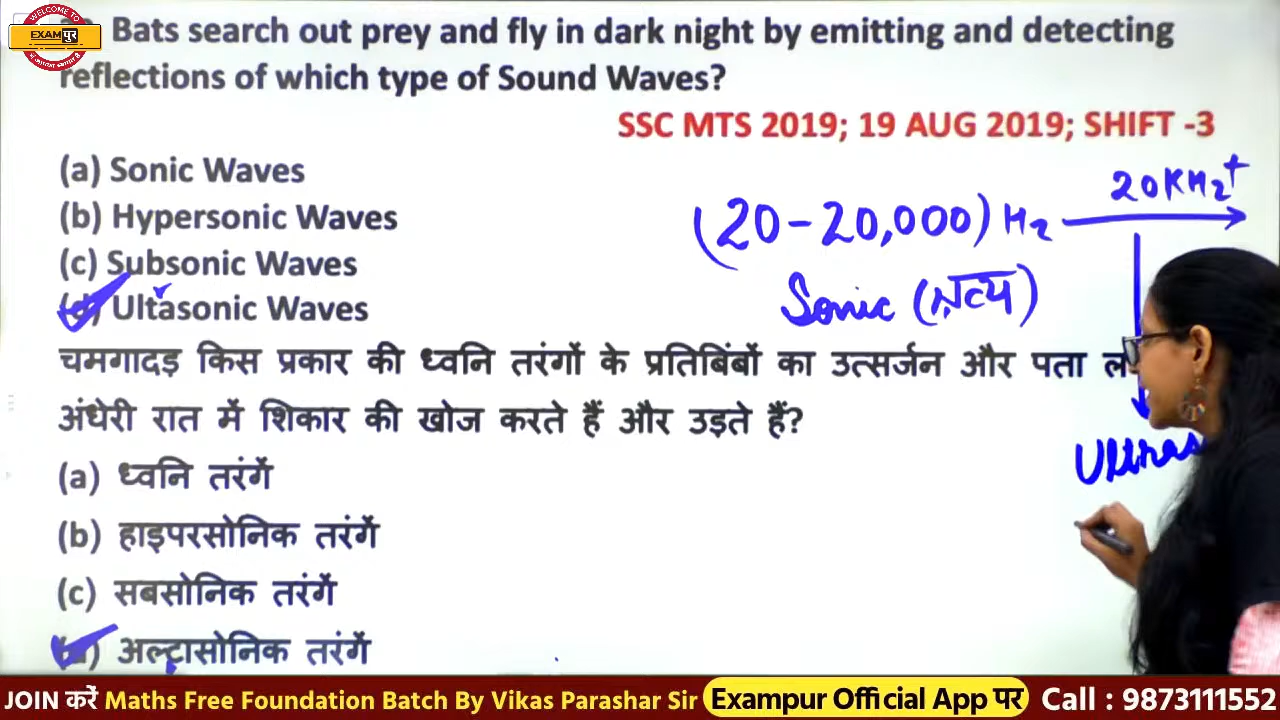 WELCOME TO
EXAMपुर
Bats search out prey and fly in dark night by emitting and detecting
reflections of which type of Sound Waves?
SSC MTS 2019; 19 AUG 2019; SHIFT -3
(a) Sonic Waves
(b) Hypersonic Waves
(c) Subsonic Waves
(d) Ultasonic Waves
20KHz+
(20-20,000) Hz
Sonic
चमगादड़ किस प्रकार की ध्वनि तरंगों के प्रतिबिंबों का उत्सर्जन और पता ल
अंधेरी रात में शिकार की खोज करते हैं और उड़ते हैं?
Ultras
(a) ध्वनि तरंगें
(b) हाइपरसोनिक तरंगें
(c) सबसोनिक तरंगें
अल्टासोनिक तरंगें
JOIN करें Maths Free Foundation Batch By Vikas Parashar Sir Exampur Official App पर Call : 9873111552